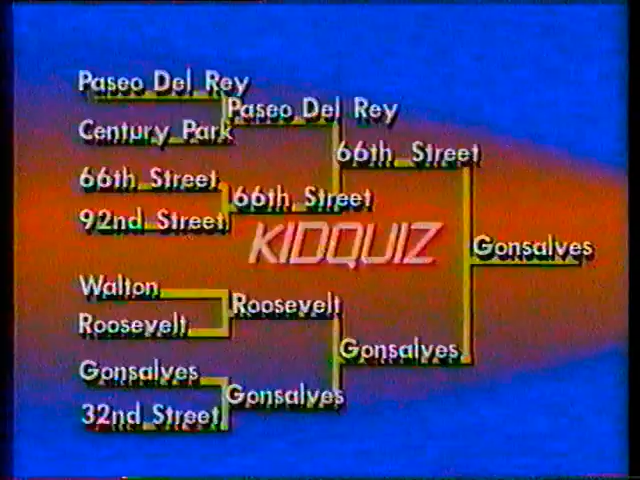 Paseo Del Rey
Paseo Del Rey
Century Park
66th Street
66th Street
66th Street
92nd Street
KIDQUIZ
Gonsalves
Walton
Roosevelt
Roosevelt
Gonsalves
Gonsalves
Gonsalves
32nd Street